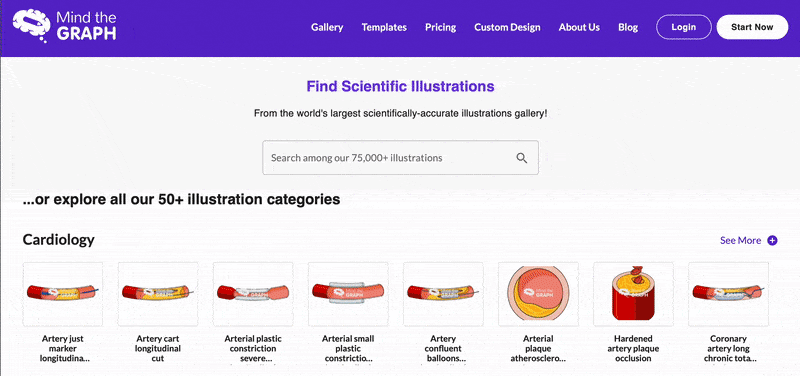 Mind the
GRAPH
Gallery Templates Pricing Custom Design About Us Blog Login Start Now
Find Scientific Illustrations
From the world's largest scientifically-accurate illustrations gallery!
Search among our 75,000+ illustrations
...or explore all our 50+ illustration categories
Cardiology See More
Artery just
marker
longitudina...
Artery cart
longitudinal
cut
Arterial plastic
constriction
severe...
Arterial small
plastic
constrictio...
Artery
confluent
balloons...
Arterial
plaque
atherosclero...
Hardened
artery plaque
occlusion
Coronary
artery long
chronic tota...